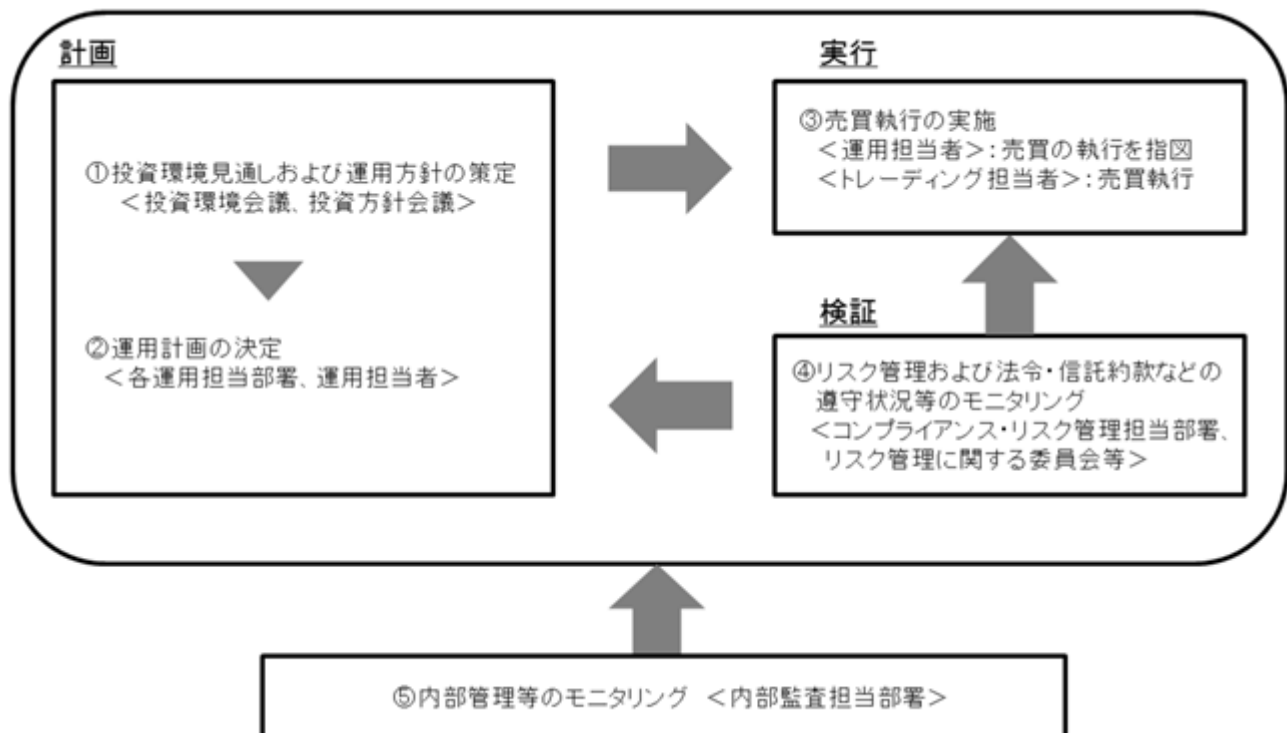 計画
①投資環境見通しおよび運用方針の策定
＜投資環境会議、投資方針会議＞
②運用計画の決定
＜各運用担当部署、運用担当者＞
実行
③売買執行の実施
＜運用担当者＞：売買の執行を指図
＜トレーディング担当者＞：売買執行
検証
④リスク管理および法令・信託約款などの
遵守状況等のモニタリング
＜コンプライアンス・リスク管理担当部署、
リスク管理に関する委員会等＞
⑤内部管理等のモニタリング ＜内部監査担当部署＞